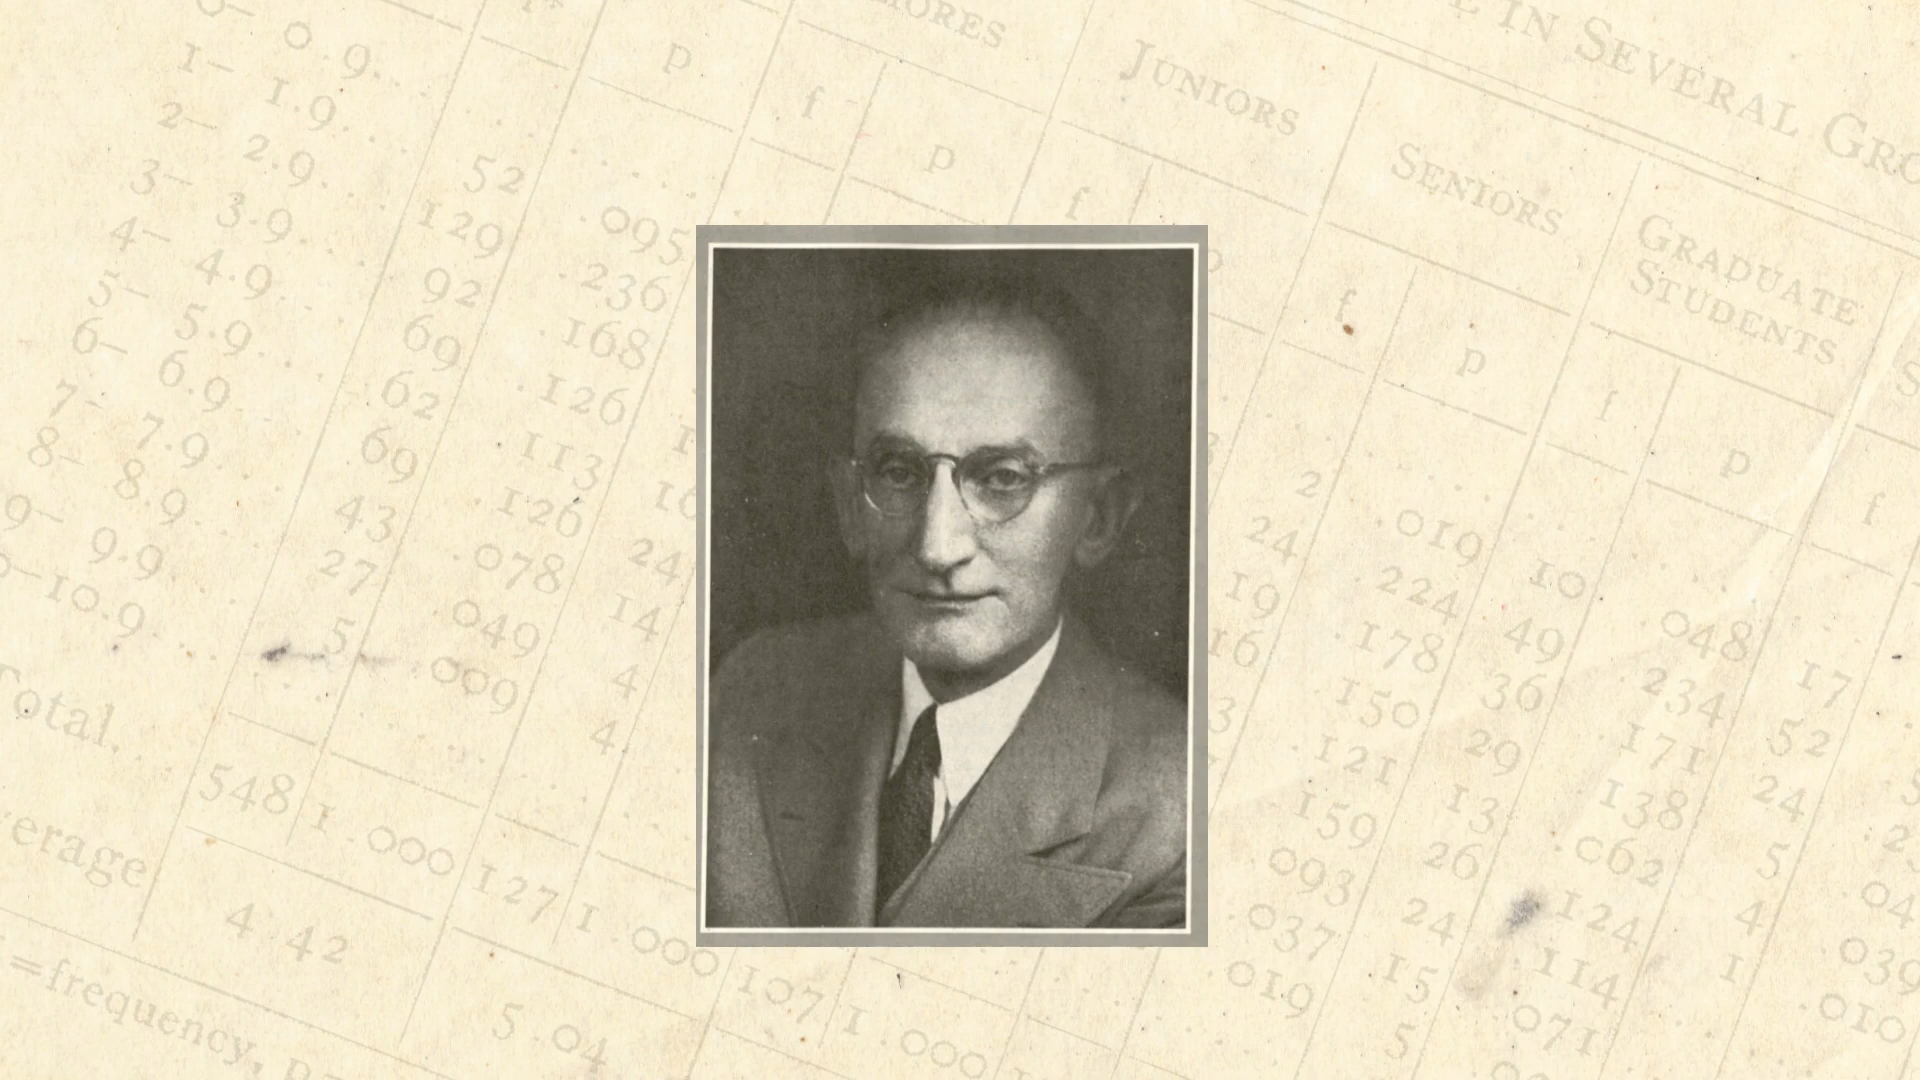 E IN SEVERAL
JUNIORS SENIORS GRADUATE
STUDENTS
p f p f p f p f p f
0– 0.9
1– 1.9 52 .095 2 .019 10 .048 17
2– 2.9 129 .236 24 .224 49 .234 52
3– 3.9 92 .168 19 .178 36 .171 24
4– 4.9 69 .126 16 .150 29 .138 5
5– 5.9 62 .113 .121 13 .062 4 .039
6– 6.9 69 .126 24 .159 26 .124 1 .010
7– 7.9 43 .078 14 .093 24 .114
8– 8.9 27 .049 4 .037 15 .071
9– 9.9 5 .009 4 .019 5
–10.9
Total 548 1.000 127 1.000 107 1.000
erage 4.42 5.04
=frequency, p